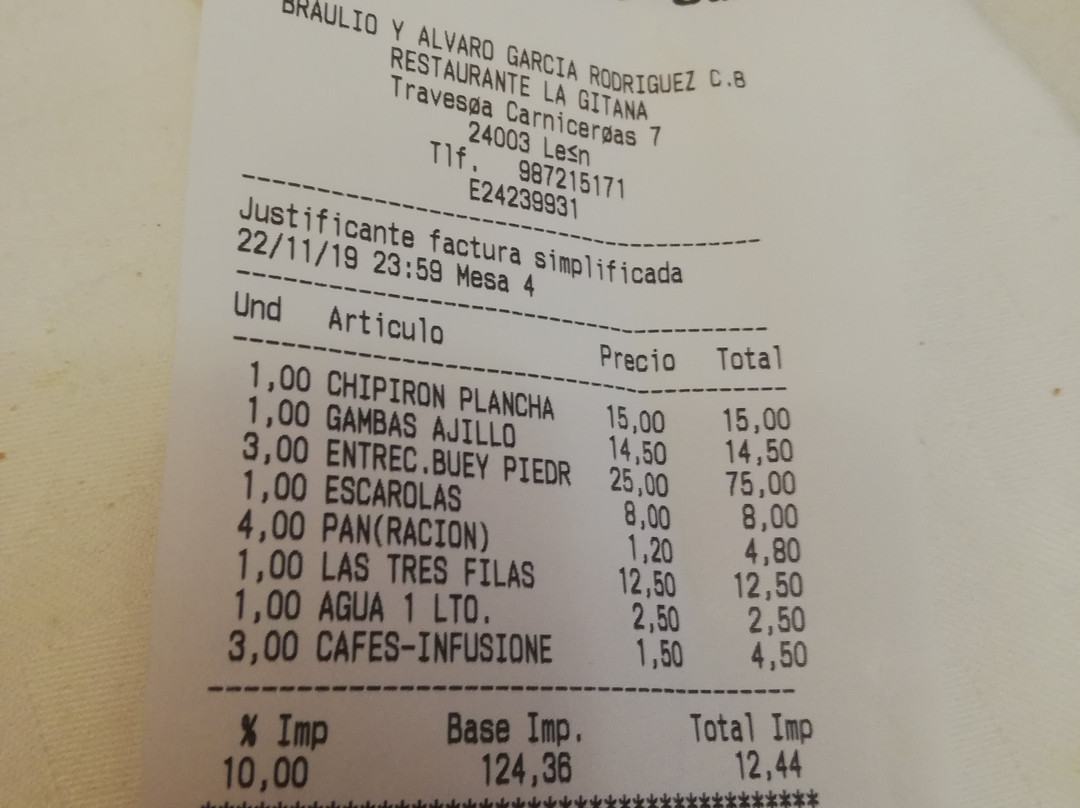 BRAULIO Y ALVARO GARCIA RODRIGUEZ C.B
RESTAURANTE LA GITANA
Travesøa Carnicerøas 7
24003 Le≤n
Tlf. 987215171
E24239931
Justificante factura simplificada
22/11/19 23:59 Mesa 4
Und Articulo Precio Total
1,00 CHIPIRON PLANCHA 15,00 15,00
1,00 GAMBAS AJILLO 14,50 14,50
3,00 ENTREC.BUEY PIEDR 25,00 75,00
1,00 ESCAROLAS 8,00 8,00
4,00 PAN(RACION) 1,20 4,80
1,00 LAS TRES FILAS 12,50 12,50
1,00 AGUA 1 LTO. 2,50 2,50
3,00 CAFES-INFUSIONE 1,50 4,50
% Imp Base Imp. Total Imp
10,00 124,36 12,44